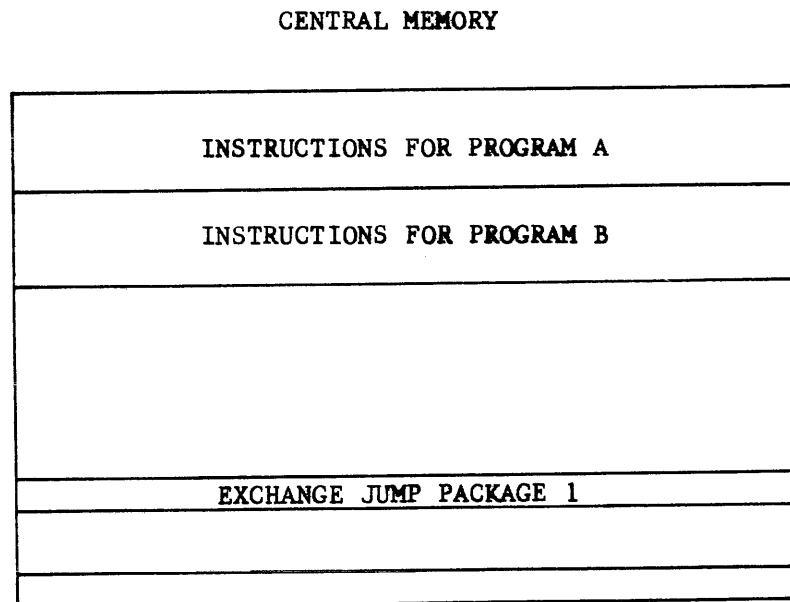 CENTRAL MEMORY
INSTRUCTIONS FOR PROGRAM A
INSTRUCTIONS FOR PROGRAM B
EXCHANGE JUMP PACKAGE 1